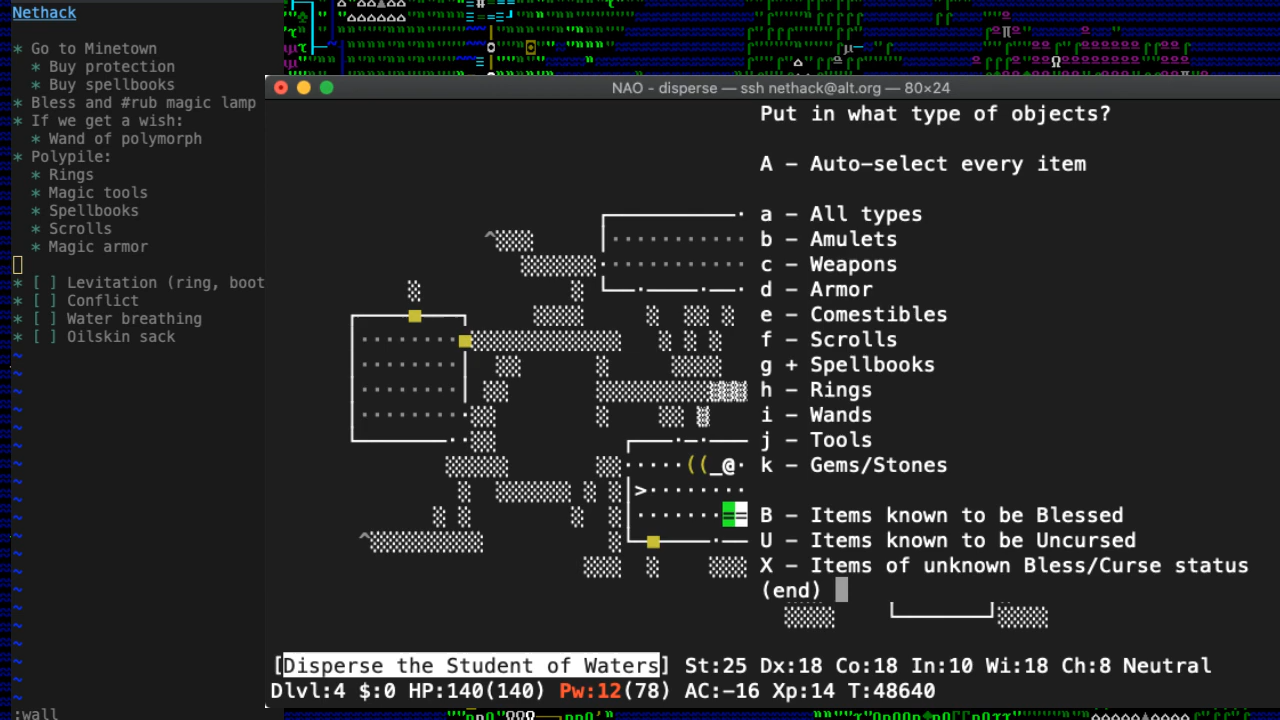 Nethack
* Go to Minetown
* Buy protection
* Buy spellbooks
* Bless and #rub magic lamp
* If we get a wish:
* Wand of polymorph
* Polypile:
* Rings
* Magic tools
* Spellbooks
* Scrolls
* Magic armor
* [ ] Levitation (ring, boot
* [ ] Conflict
* [ ] Water breathing
* [ ] Oilskin sack
:wall
NAO - disperse — ssh nethack@alt.org — 80×24
Put in what type of objects?
A - Auto-select every item
a - All types
b - Amulets
c - Weapons
d - Armor
e - Comestibles
f - Scrolls
g + Spellbooks
h - Rings
i - Wands
j - Tools
k - Gems/Stones
B - Items known to be Blessed
U - Items known to be Uncursed
X - Items of unknown Bless/Curse status
(end)
[Disperse the Student of Waters] St:25 Dx:18 Co:18 In:10 Wi:18 Ch:8 Neutral
Dlvl:4 $:0 HP:140(140) Pw:12(78) AC:-16 Xp:14 T:48640